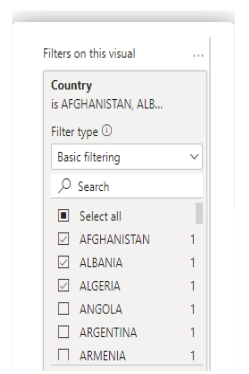 Filters on this visual ...
Country
is AFGHANISTAN, ALB...
Filter type ⓘ
Basic filtering
Search
Select all
AFGHANISTAN 1
ALBANIA 1
ALGERIA 1
ANGOLA 1
ARGENTINA 1
ARMENIA 1